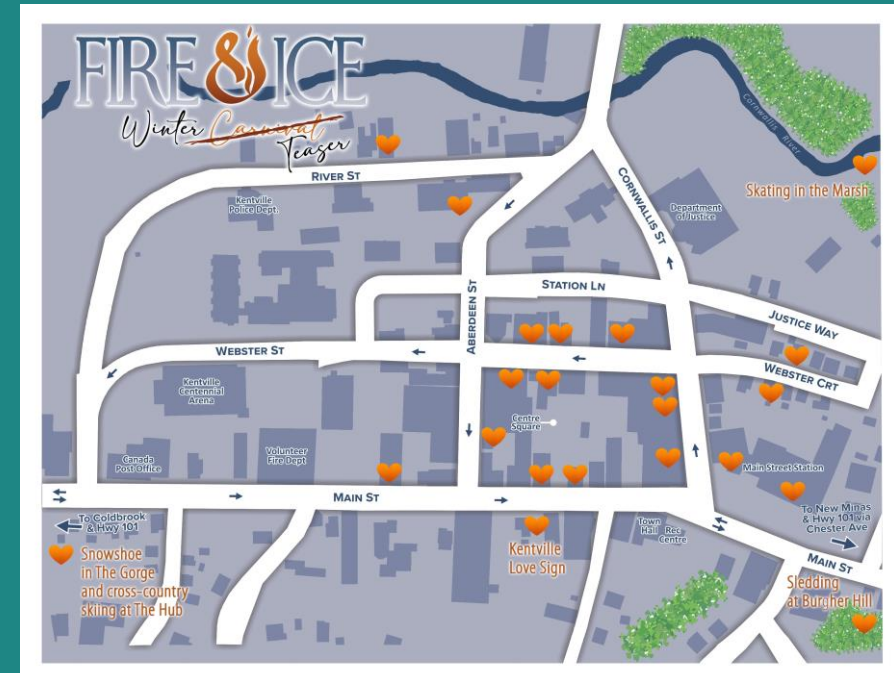 FIRE & ICE
Winter Carnival
Teaser
RIVER ST
Kentville
Police Dept.
CORNWALLIS ST
Cornwallis River
Skating in the Marsh
Department
of Justice
ABERDEEN ST
STATION LN
JUSTICE WAY
WEBSTER ST
WEBSTER CRT
Kentville
Centennial
Arena
Centre
Square
Canada
Post Office
Volunteer
Fire Dept
Main Street Station
MAIN ST
To Coldbrook
& Hwy 101
Snowshoe
in The Gorge
and cross-country
skiing at The Hub
Kentville
Love Sign
Town
Hall
Rec
Centre
To New Minas
& Hwy 101 via
Chester Ave
MAIN ST
Sledding
at Burgher Hill